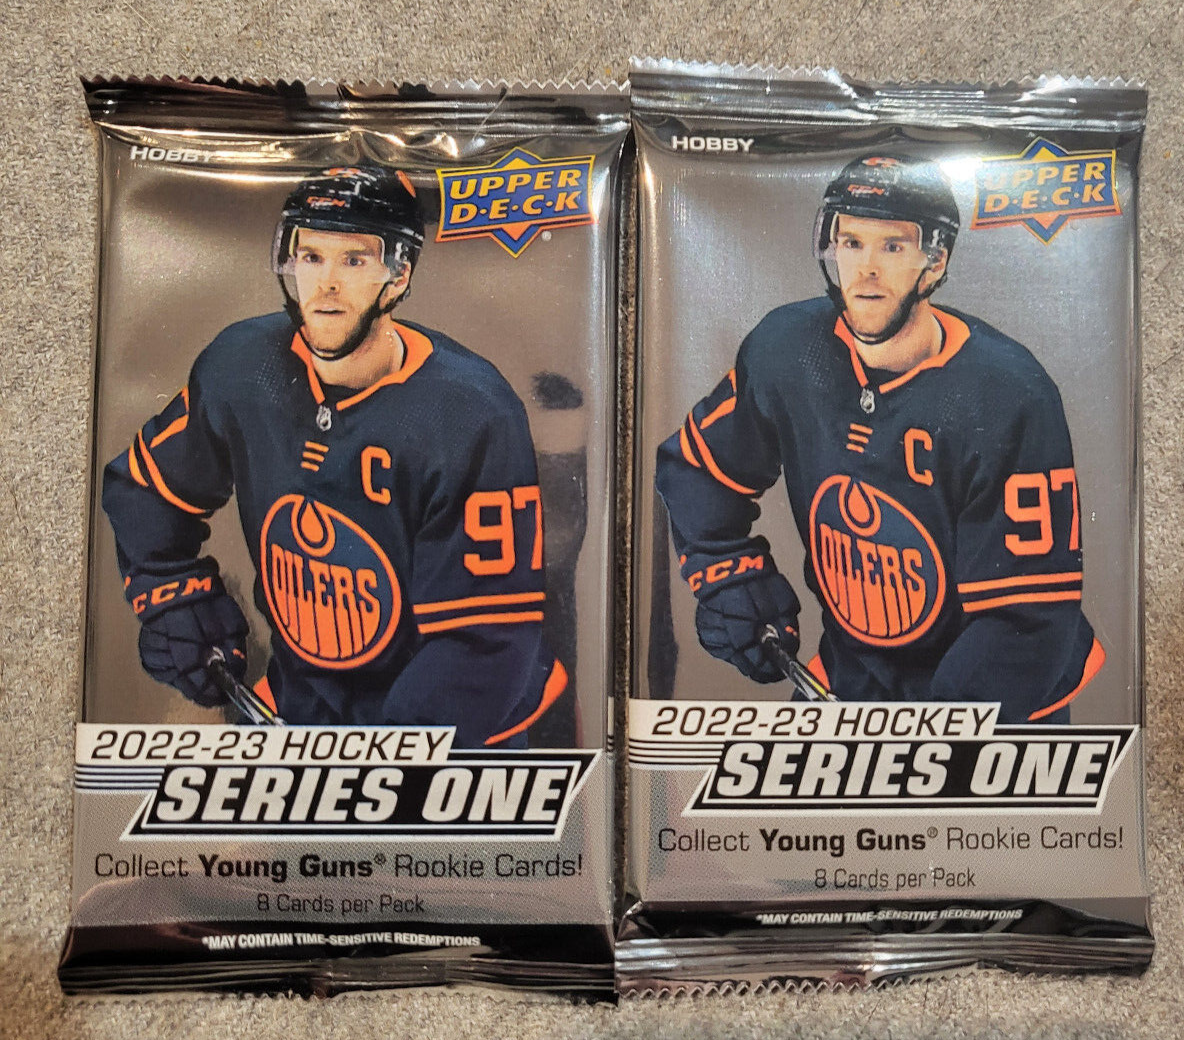 HOBBY
UPPER
D·E·C·K
CCM
C
97
CCM
OILERS
2022-23 HOCKEY
SERIES ONE
Collect Young Guns® Rookie Cards!
8 Cards per Pack
*MAY CONTAIN TIME-SENSITIVE REDEMPTIONS
HOBBY
UPPER
D·E·C·K
CCM
C
97
CCM
OILERS
2022-23 HOCKEY
SERIES ONE
Collect Young Guns® Rookie Cards!
8 Cards per Pack
*MAY CONTAIN TIME-SENSITIVE REDEMPTIONS